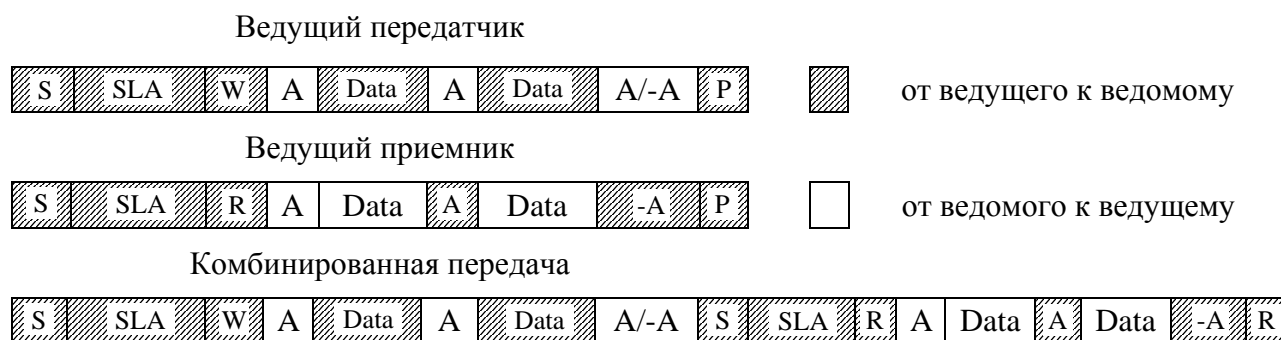 Ведущий передатчик
S SLA W A Data A Data A/-A P от ведущего к ведомому
Ведущий приемник
S SLA R A Data A Data -A P от ведомого к ведущему
Комбинированная передача
S SLA W A Data A Data A/-A S SLA R A Data A Data -A R